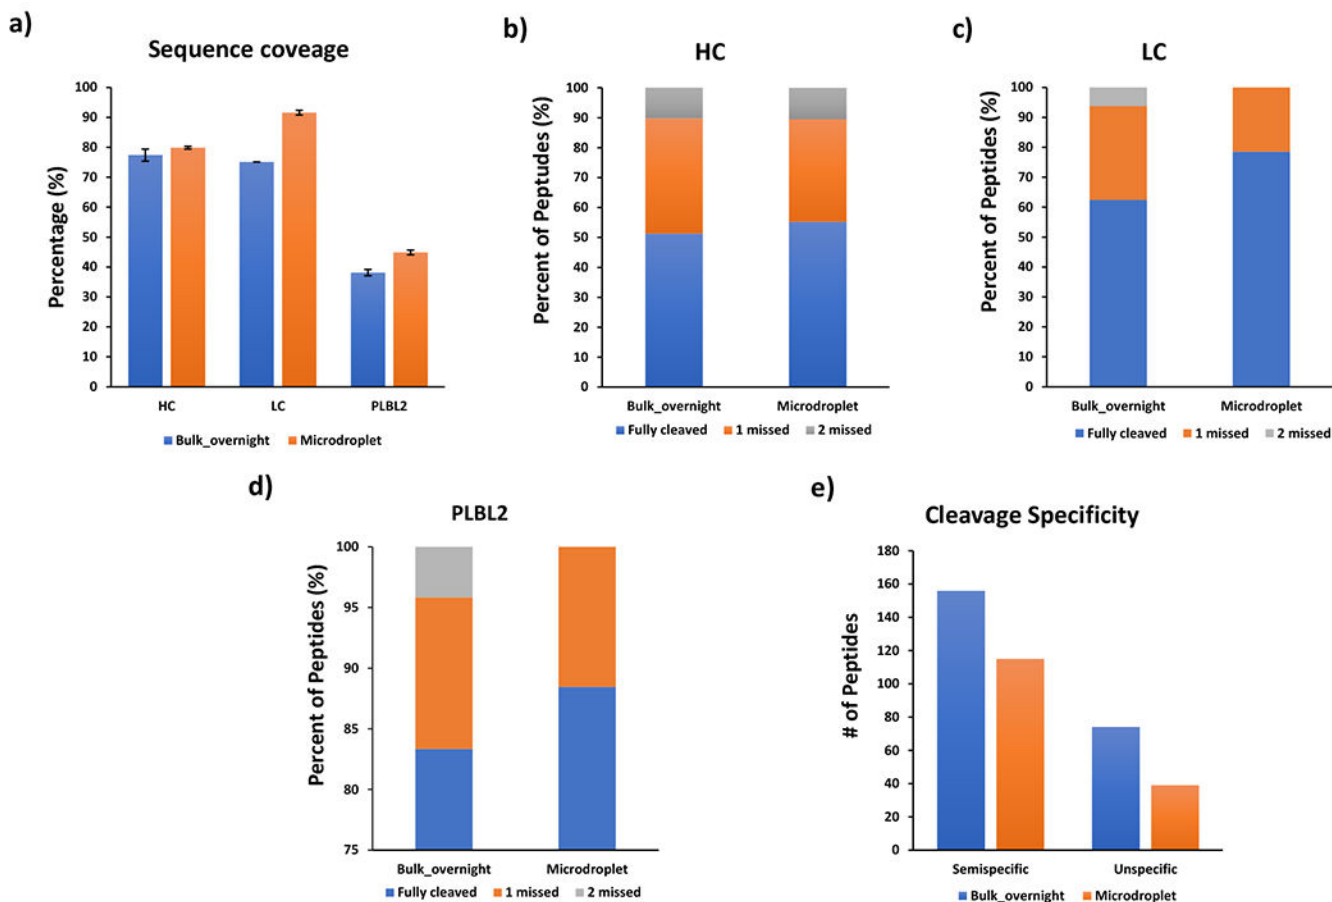 a)
Sequence coveage
Percentage (%)
100
90
80
70
60
50
40
30
20
10
0
HC LC PLBL2
Bulk_overnight Microdroplet
b)
HC
Percent of Peptudes (%)
100
90
80
70
60
50
40
30
20
10
0
Bulk_overnight Microdroplet
Fully cleaved 1 missed 2 missed
c)
LC
Percent of Peptides (%)
100
90
80
70
60
50
40
30
20
10
0
Bulk_overnight Microdroplet
Fully cleaved 1 missed 2 missed
d)
PLBL2
Percent of Peptides (%)
100
95
90
85
80
75
Bulk_overnight Microdroplet
Fully cleaved 1 missed 2 missed
e)
Cleavage Specificity
# of Peptides
180
160
140
120
100
80
60
40
20
0
Semispecific Unspecific
Bulk_overnight Microdroplet